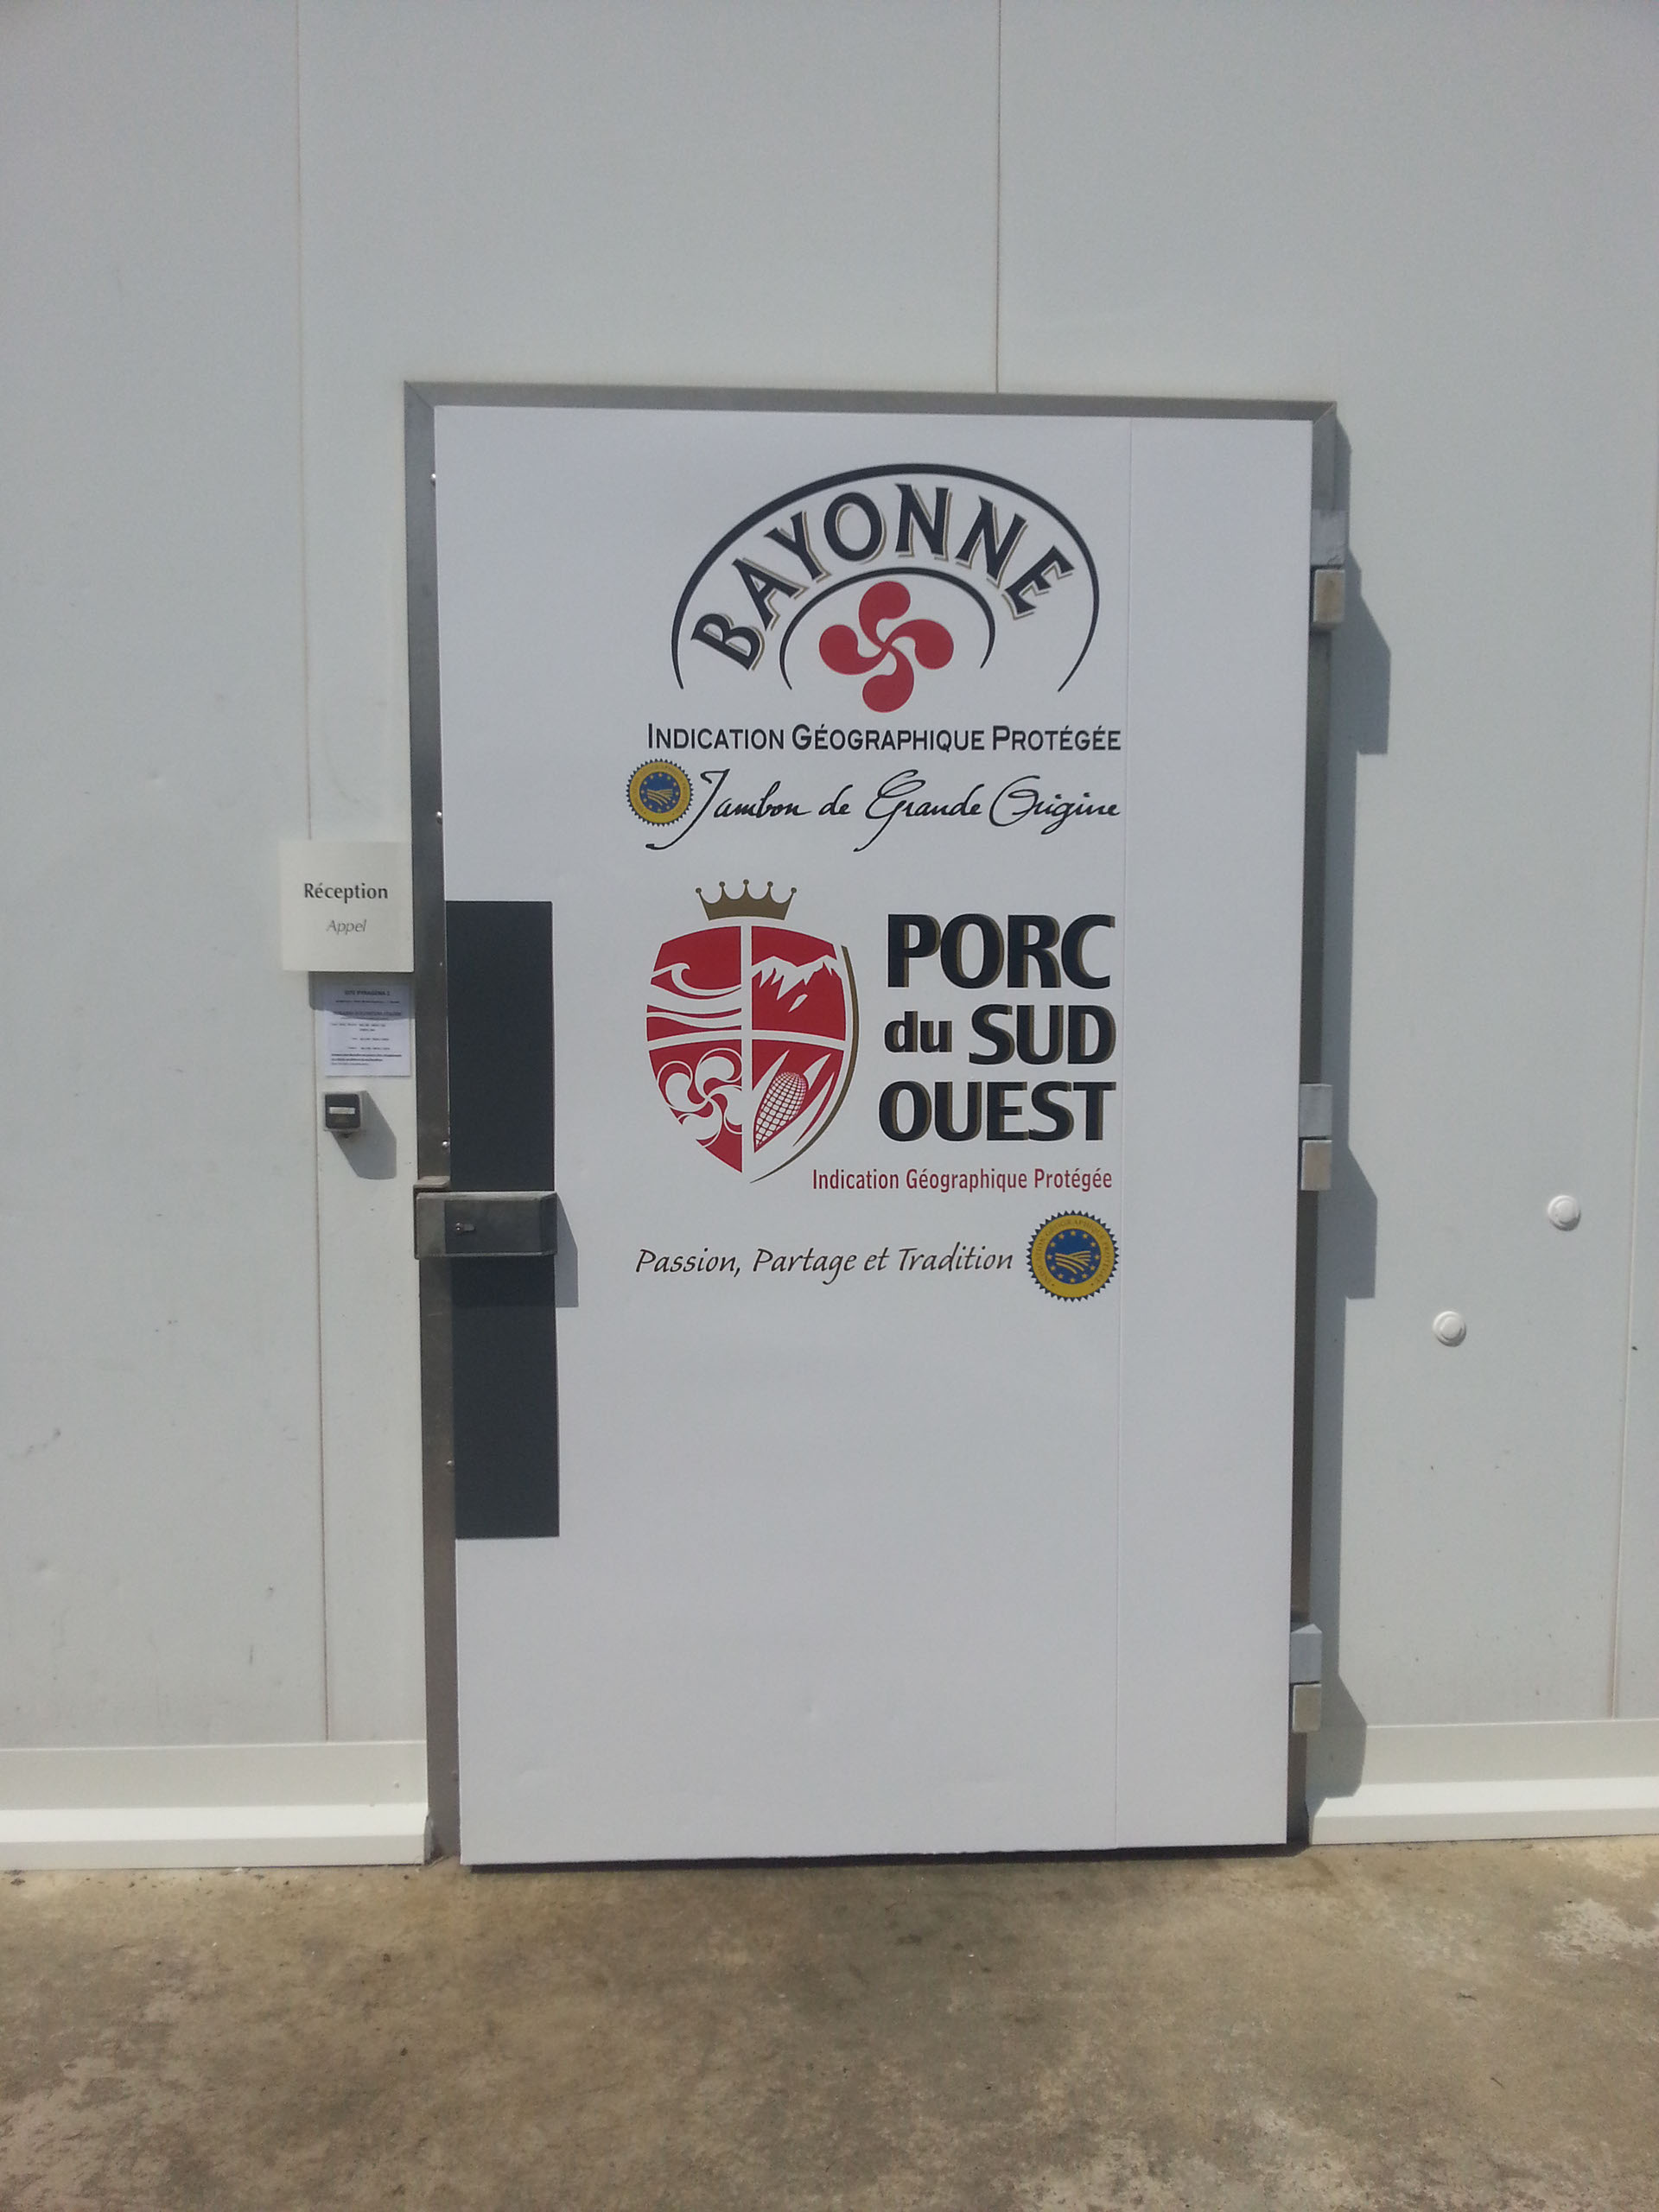 BAYONNE
INDICATION GÉOGRAPHIQUE PROTÉGÉE
Jambon de Grande Origine
PORC
du SUD
OUEST
Indication Géographique Protégée
Passion, Partage et Tradition
Réception
Appel